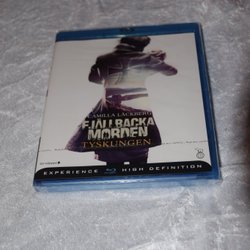 CAMILLA LÄCKBERG
FJÄLLBACKA
MORDEN
TYSKUNGEN
EXPERIENCE HIGH DEFINITION